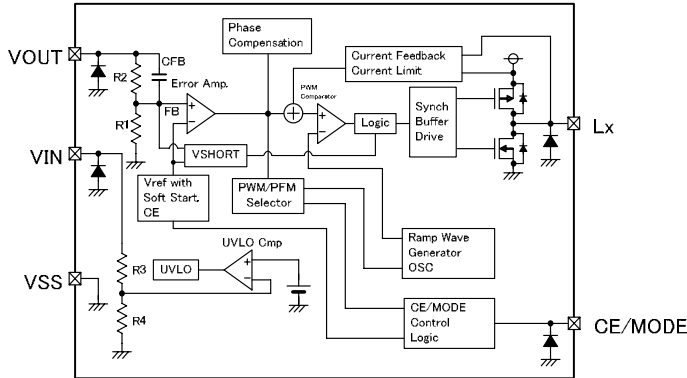 Phase
Compensation
VOUT
CFB
R2
Error Amp.
Current Feedback
Current Limit
PWM
Comparator
FB
R1
Logic
Synch
Buffer
Drive
Lx
VIN
VSHORT
Vref with
Soft Start,
CE
PWM/PFM
Selector
Ramp Wave
Generator
OSC
UVLO Cmp
R3
UVLO
VSS
R4
CE/MODE
Control
Logic
CE/MODE